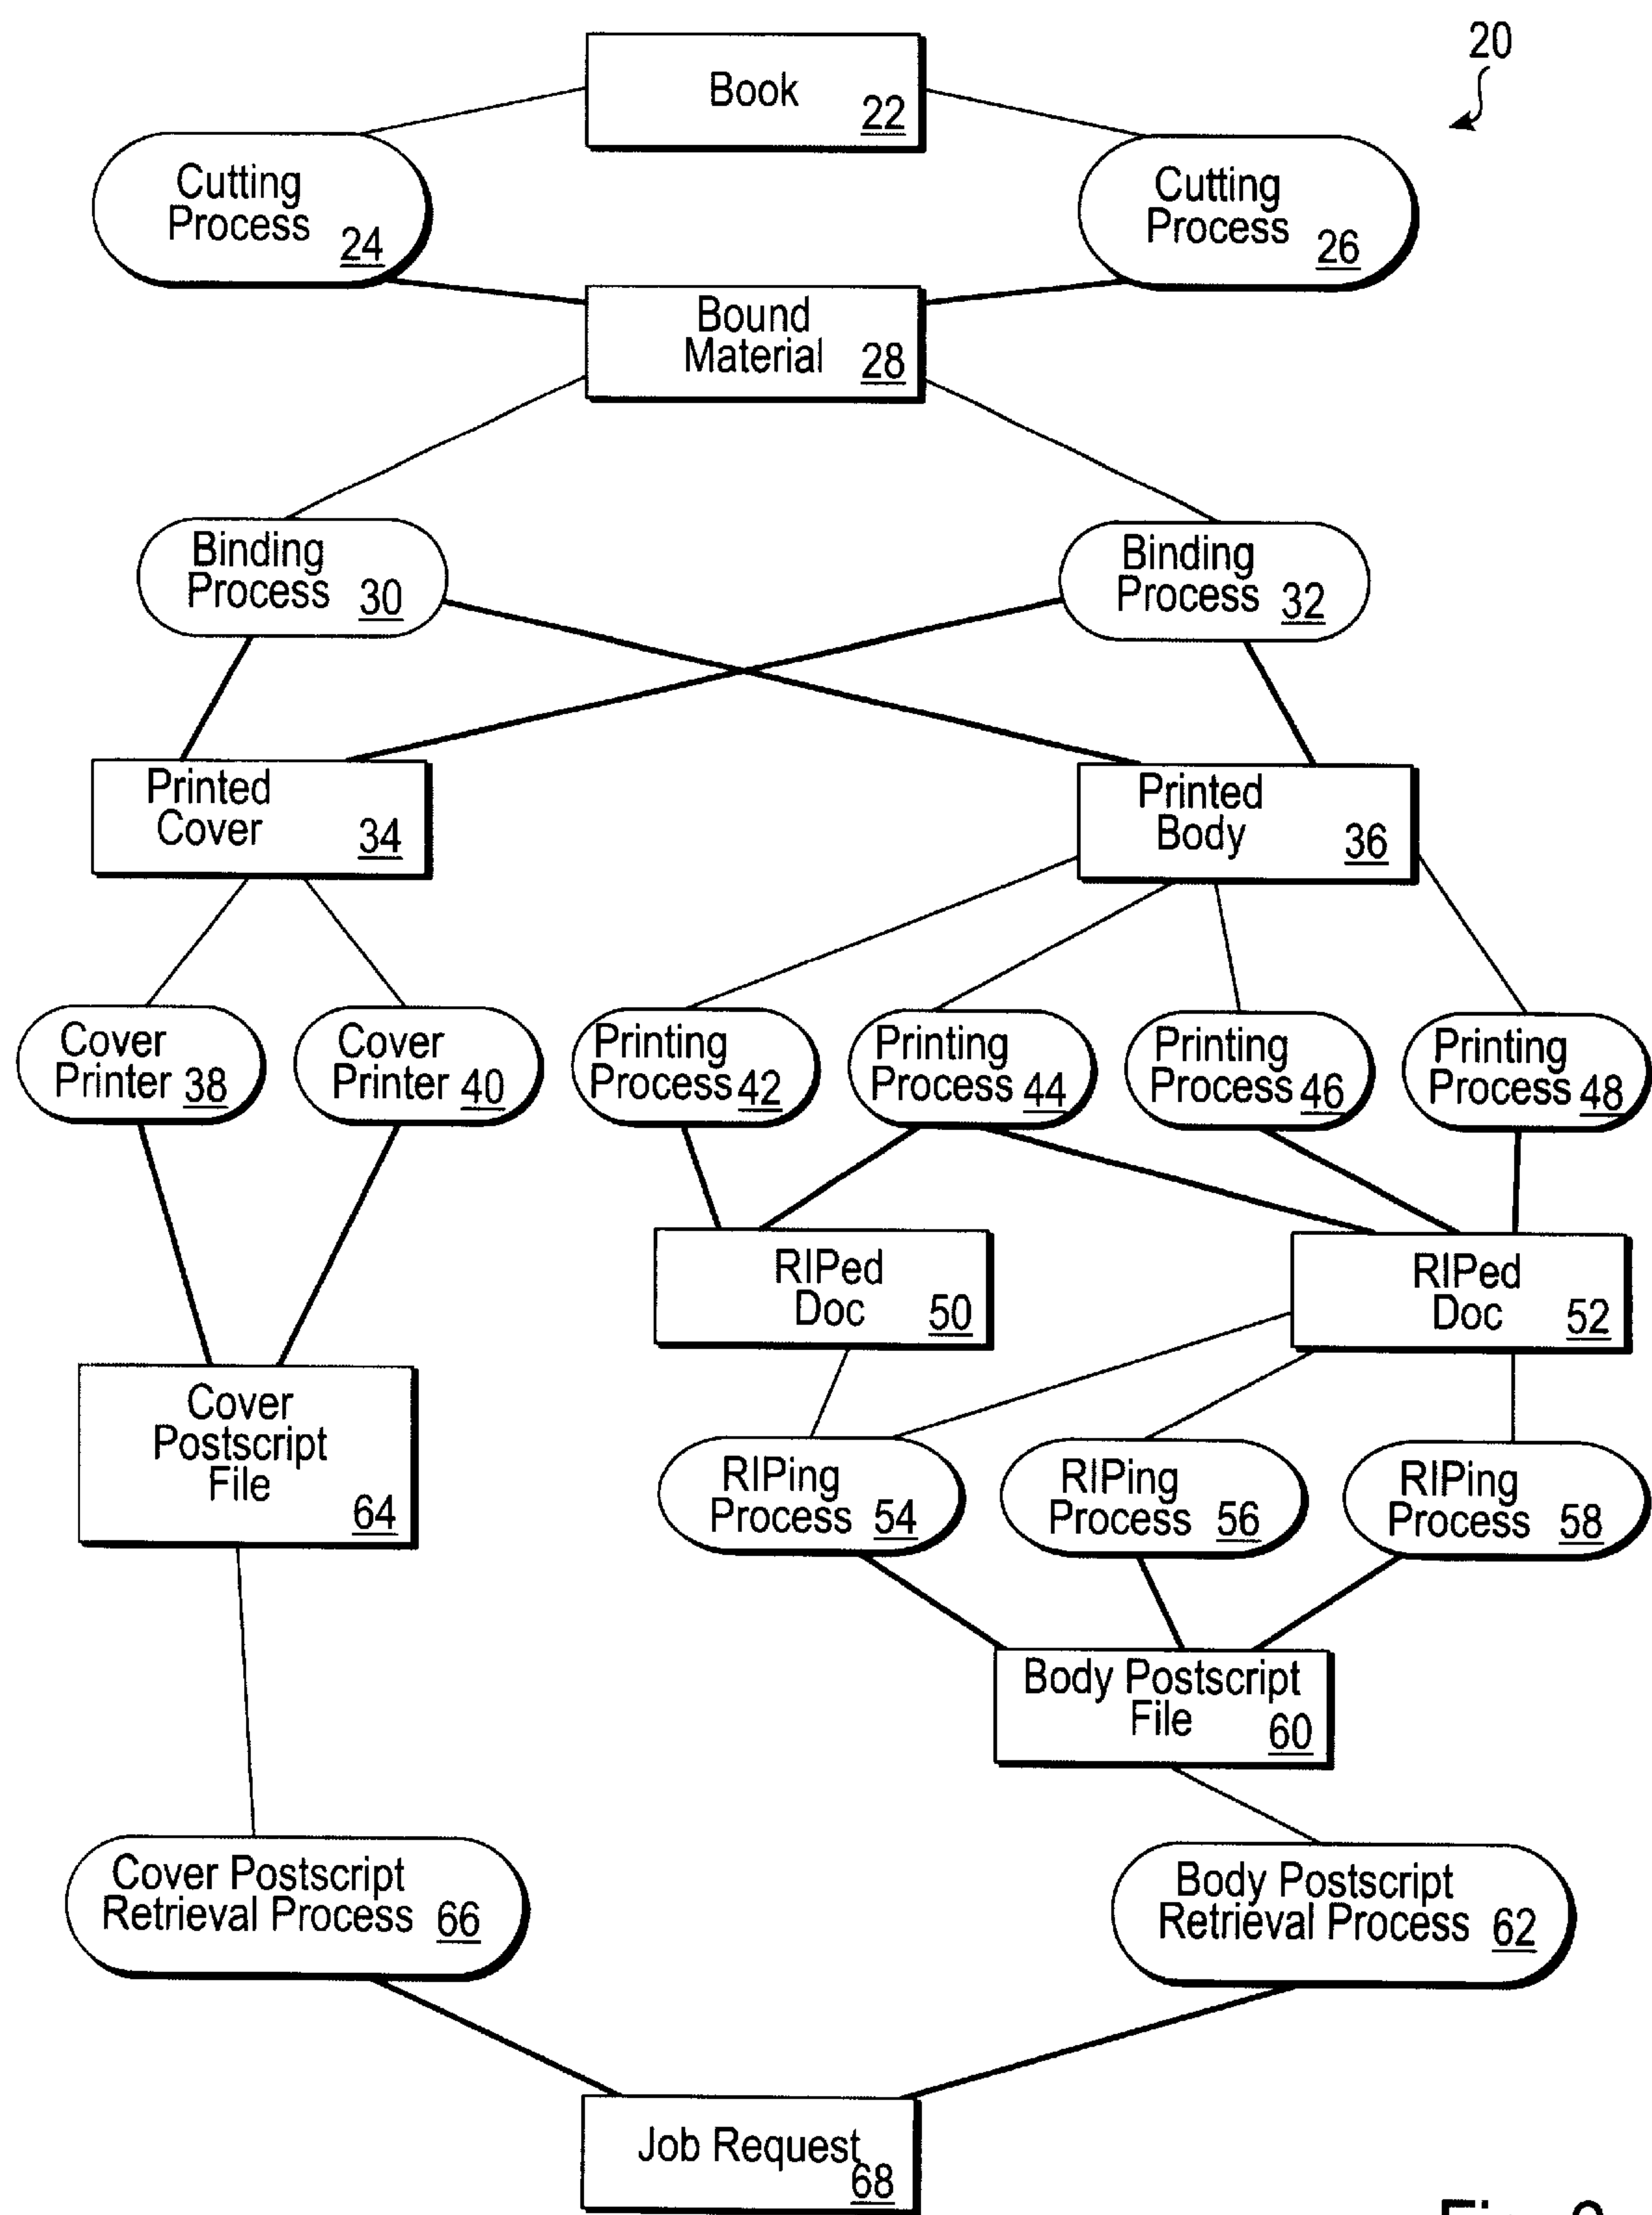 20
Book
22
Cutting
Process 24
Cutting
Process 26
Bound
Material 28
Binding
Process 30
Binding
Process 32
Printed
Cover 34
Printed
Body 36
Cover
Printer 38
Cover
Printer 40
Printing
Process 42
Printing
Process 44
Printing
Process 46
Printing
Process 48
RIPed
Doc 50
RIPed
Doc 52
Cover
Postscript
File
64
RIPing
Process 54
RIPing
Process 56
RIPing
Process 58
Body Postscript
File 60
Cover Postscript
Retrieval Process 66
Body Postscript
Retrieval Process 62
Job Request
68